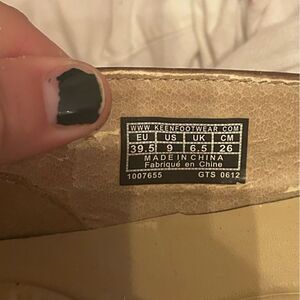 WWW KEENFOOTWEAR COM
EU US UK CM
39.5 9 6.5 26
MADE IN CHINA
Fabriqué en Chine
1007655 GTS 0612